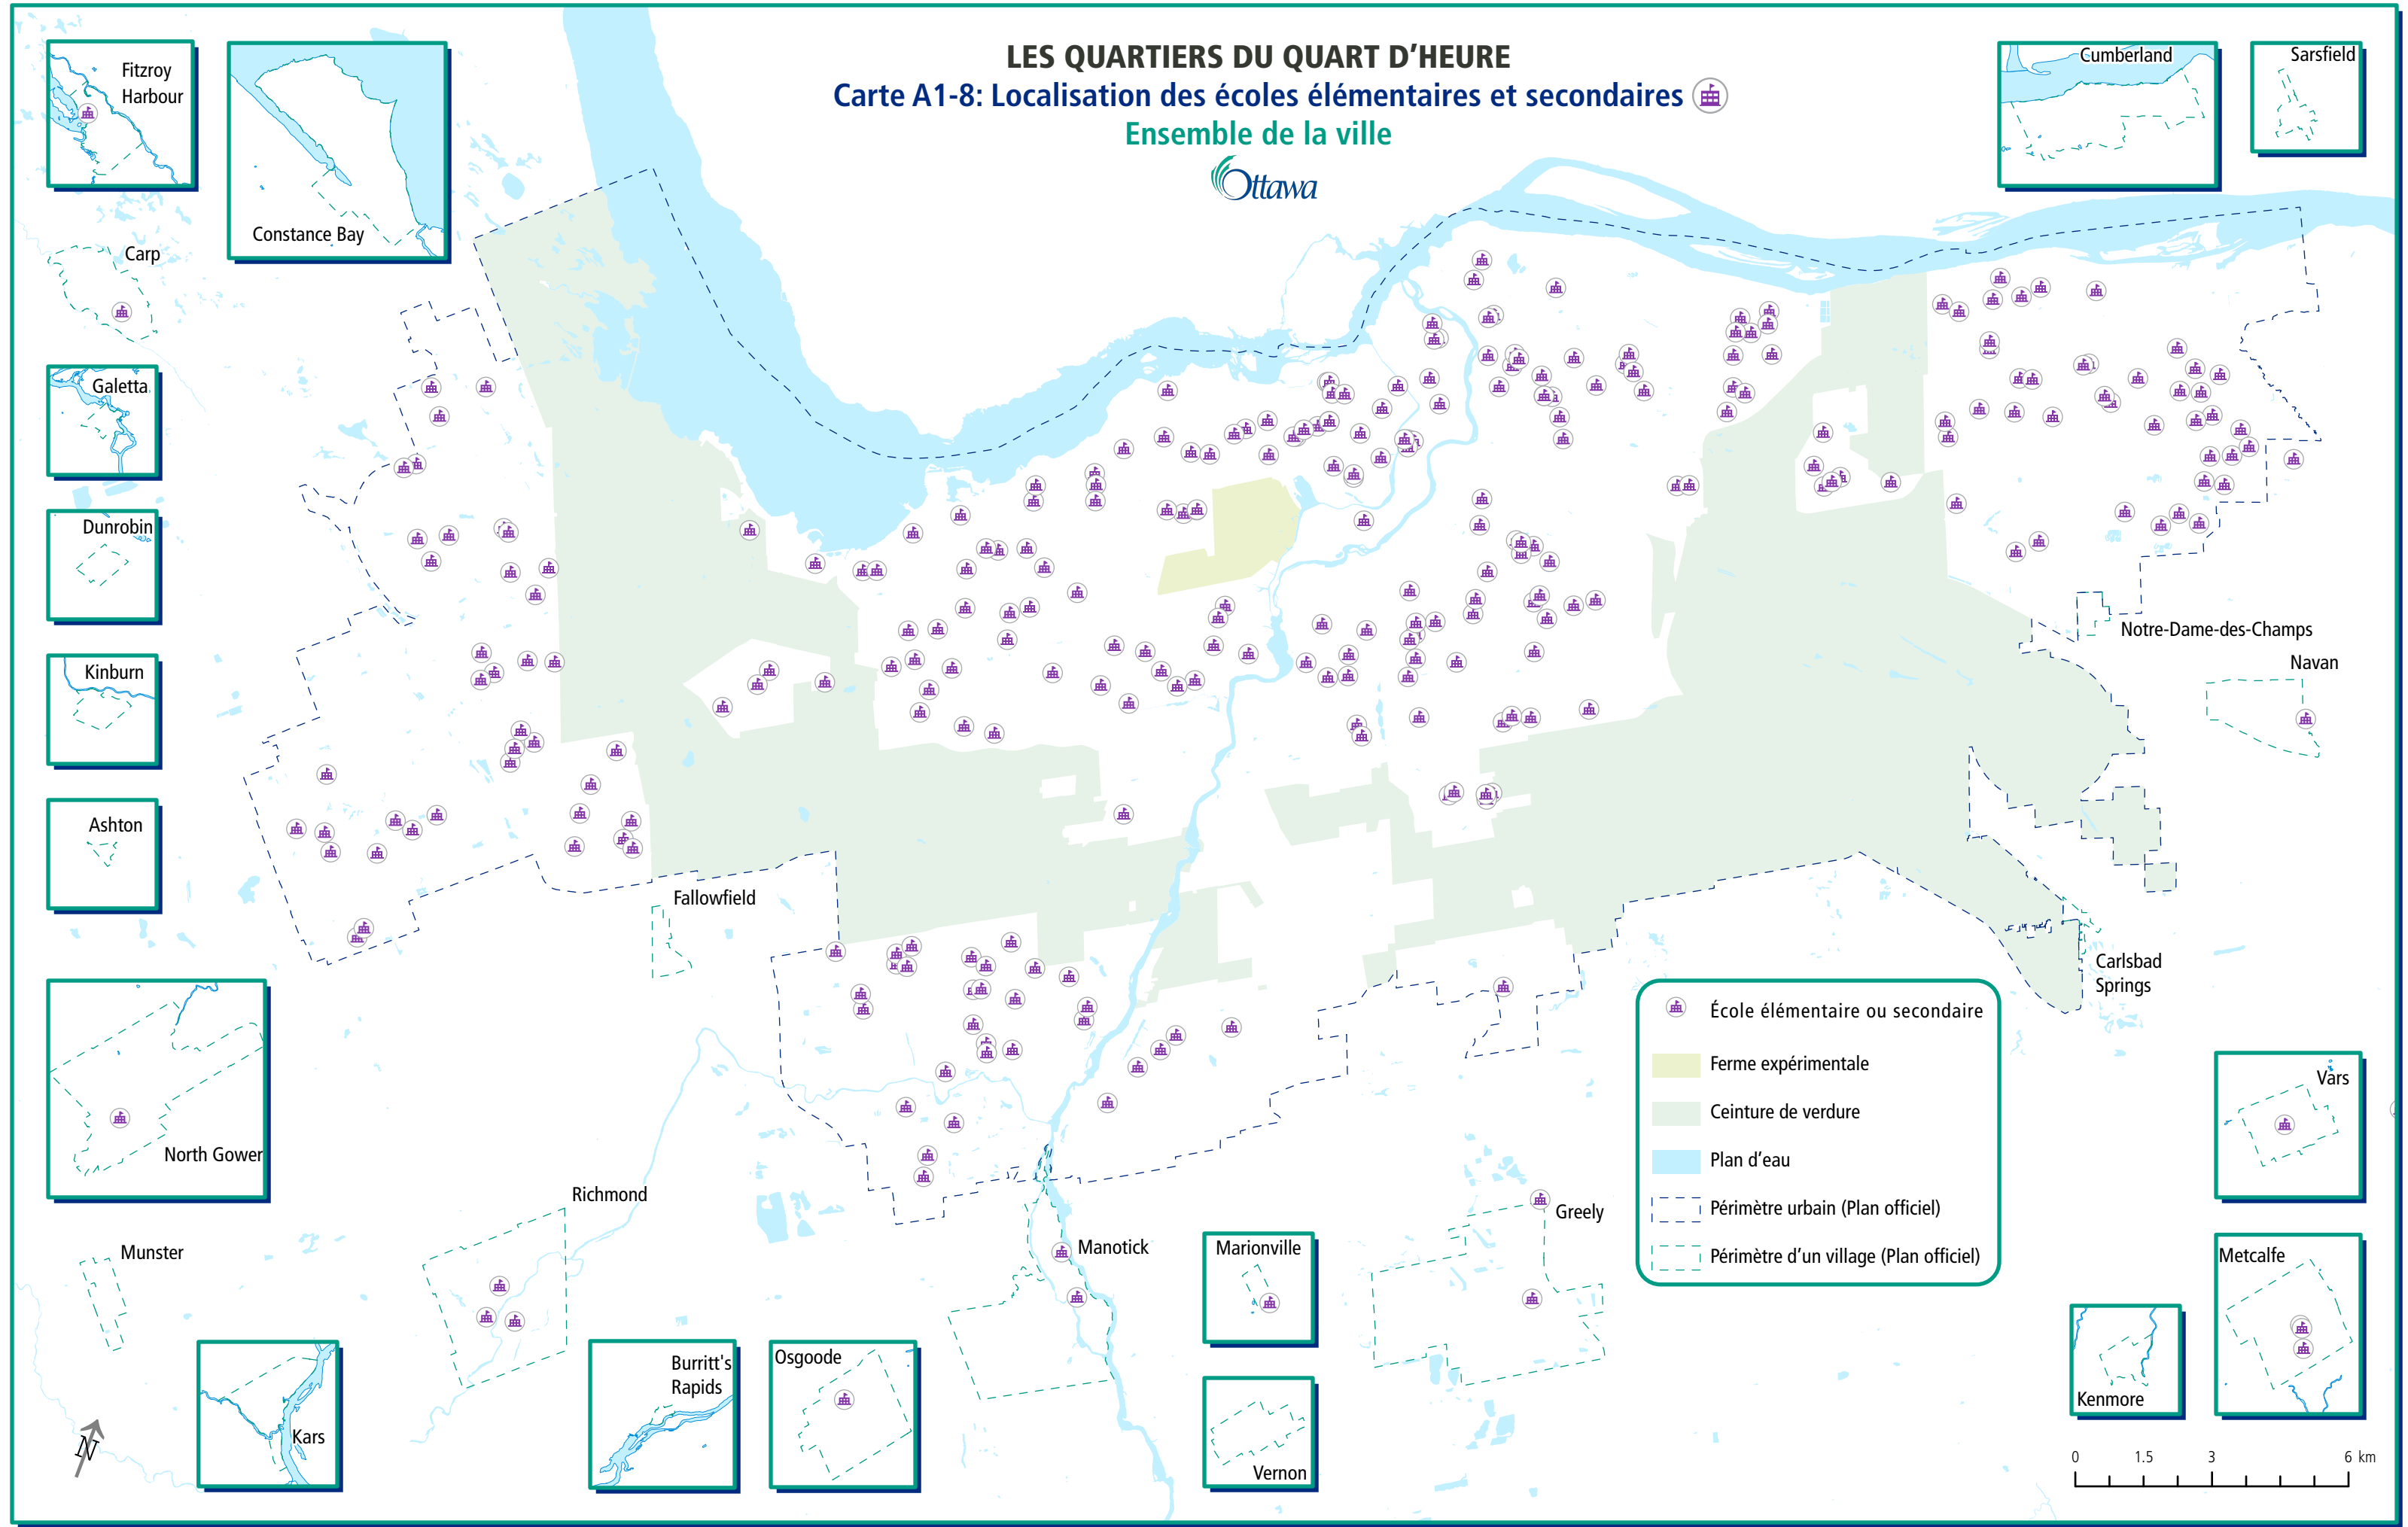 LES QUARTIERS DU QUART D’HEURE
Carte A1-8: Localisation des écoles élémentaires et secondaires
Ensemble de la ville
Ottawa
Fitzroy
Harbour
Constance Bay
Cumberland
Sarsfield
Carp
Galetta
Dunrobin
Kinburn
Ashton
Notre-Dame-des-Champs
Navan
Fallowfield
Carlsbad
Springs
North Gower
Richmond
Munster
Kars
Burritt's
Rapids
Osgoode
Manotick
Marionville
Vernon
Greely
École élémentaire ou secondaire
Ferme expérimentale
Ceinture de verdure
Plan d’eau
Périmètre urbain (Plan officiel)
Périmètre d’un village (Plan officiel)
Vars
Metcalfe
Kenmore
N
0 1.5 3 6 km